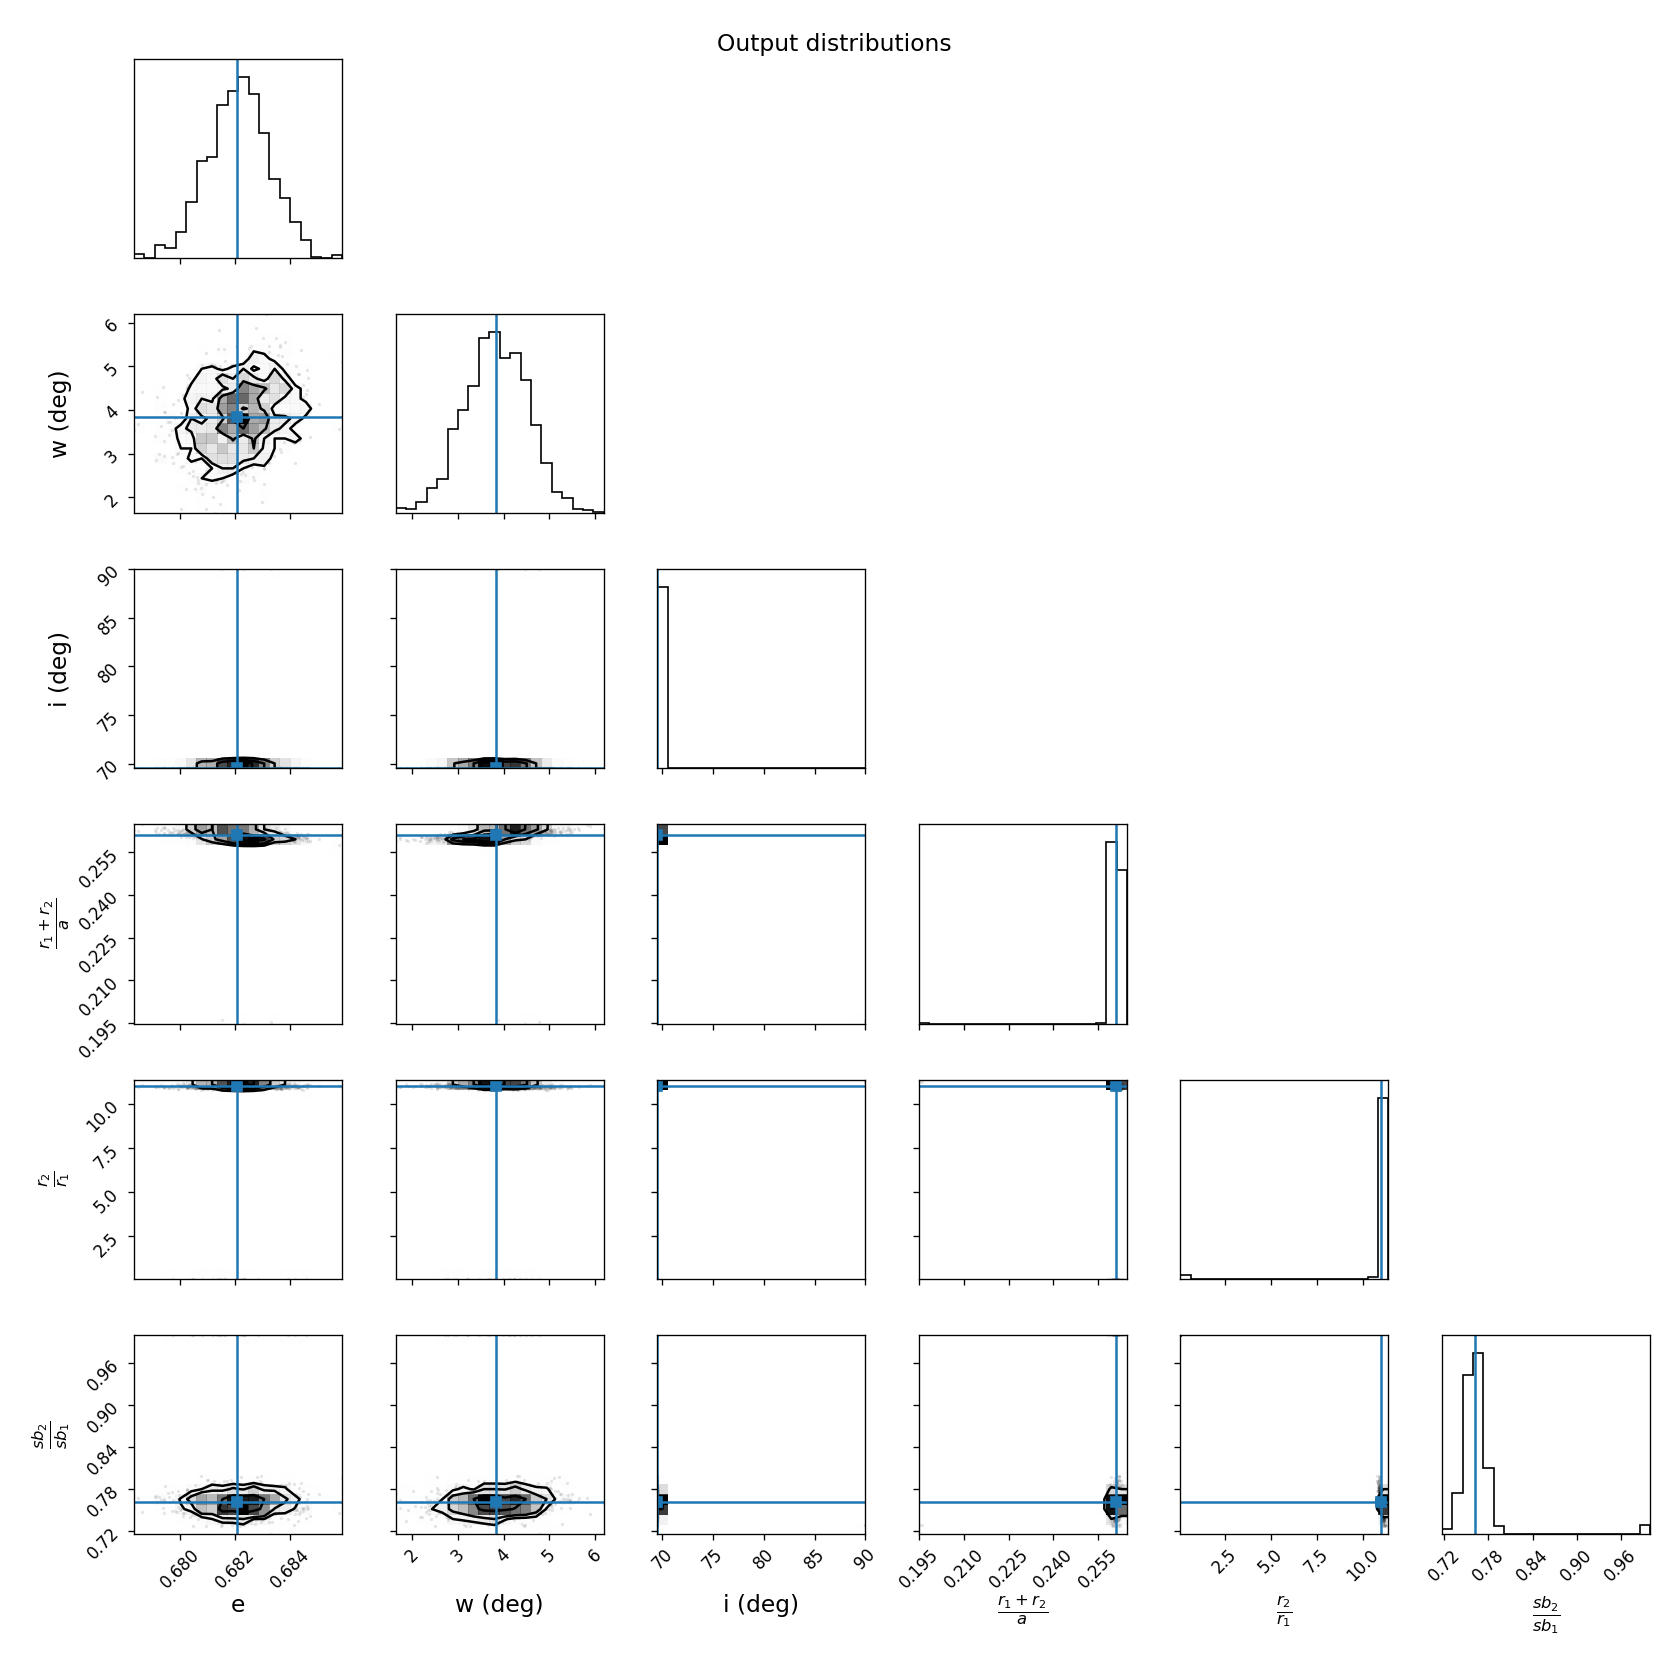 Output distributions
6
5
4
3
2
w (deg)
90
85
80
75
70
i (deg)
0.255
0.240
0.225
0.210
0.195
r₁ + r₂
a
10.0
7.5
5.0
2.5
r₂
r₁
0.96
0.90
0.84
0.78
0.72
sb₂
sb₁
0.680 0.682 0.684
2 3 4 5 6
70 75 80 85 90
0.195 0.210 0.225 0.240 0.255
2.5 5.0 7.5 10.0
0.72 0.78 0.84 0.90 0.96
e
w (deg)
i (deg)
r₁ + r₂
a
r₂
r₁
sb₂
sb₁